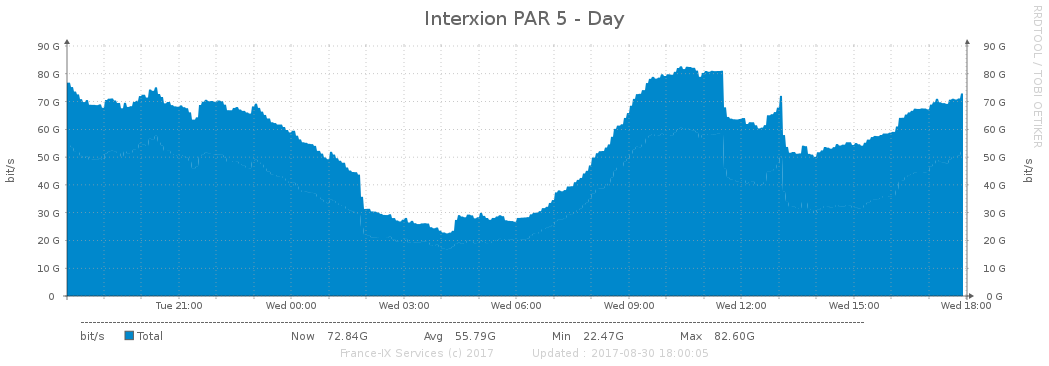 Interxion PAR 5 - Day
RRDTOOL / TOBI OETIKER
bit/s
90 G 90 G
80 G 80 G
70 G 70 G
60 G 60 G
50 G 50 G
40 G 40 G
30 G 30 G
20 G 20 G
10 G 10 G
0 0 G
bit/s
Tue 21:00 Wed 00:00 Wed 03:00 Wed 06:00 Wed 09:00 Wed 12:00 Wed 15:00 Wed 18:00
bit/s Total Now 72.84G Avg 55.79G Min 22.47G Max 82.60G
France-IX Services (c) 2017 Updated : 2017-08-30 18:00:05